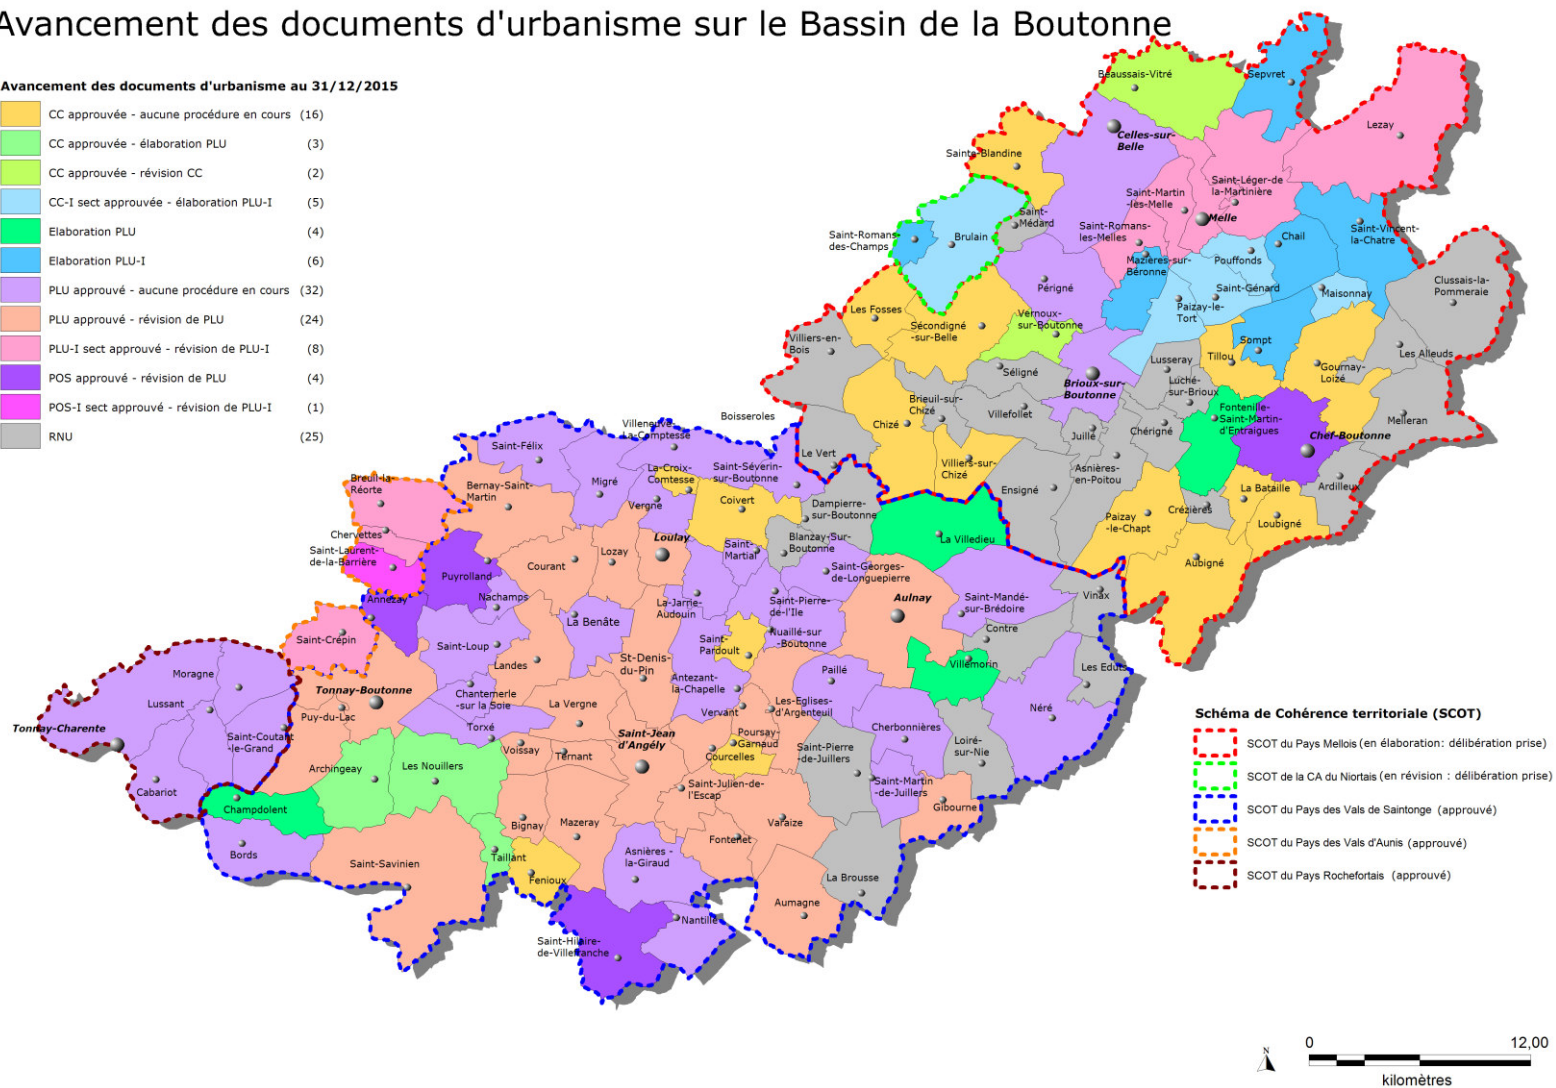 Avancement des documents d'urbanisme sur le Bassin de la Boutonne
Avancement des documents d'urbanisme au 31/12/2015
CC approuvée - aucune procédure en cours (16)
CC approuvée - élaboration PLU (3)
CC approuvée - révision CC (2)
CC-I sect approuvée - élaboration PLU-I (5)
Elaboration PLU (4)
Elaboration PLU-I (6)
PLU approuvé - aucune procédure en cours (32)
PLU approuvé - révision de PLU (24)
PLU-I sect approuvé - révision de PLU-I (8)
POS approuvé - révision de PLU (4)
POS-I sect approuvé - révision de PLU-I (1)
RNU (25)
Beaussais-Vitré
Sepvret
Lezay
Celles-sur-
Belle
Sainte-Blandine
Saint-Martin
-les-Melle
Saint-Léger-de
la-Martinière
Melle
Saint-
Médard
Saint-Romans-
des-Champs
Brulain
Saint-Romans-
les-Melles
Saint-Vincent-
la-Chatre
Chail
Mazières-sur-
Béronne
Pouffonds
Périgné
Saint-Génard
Maisonnay
Clussais-la-
Pommeraie
Paizay-le-
Tort
Les Fosses
Sécondigné
-sur-Belle
Vernoux-
sur-Boutonne
Villiers-en-
Bois
Sompt
Tillou
Les Alleuds
Gournay-
Loizé
Lusseray
Séligné
Brioux-sur-
Boutonne
Luché-
sur-Brioux
Brieuil-sur-
Chizé
Villefollet
Fontenille-
Saint-Martin-
d'Entraigues
Melleran
Chizé
Juillé
Chérigné
Chef-Boutonne
Boisseroles
Villeneuve-
La-Comptesse
Saint-Félix
Le Vert
Villiers-sur-
Chizé
Asnières-
en-Poitou
Ardilleux
La-Croix-
Comtesse
Saint-Séverin-
sur-Boutonne
Breuil-la-
Réorte
Bernay-Saint-
Martin
Migré
Ensigné
La Bataille
Vergne
Coivert
Dampierre-
sur-Boutonne
Crézières
Paizay
-le-Chapt
Loubigné
Chervettes
Loulay
La Villedieu
Blanzay-Sur-
Boutonne
Saint-Laurent-
de-la-Barrière
Lozay
Saint-
Martial
Courant
Aubigné
Puyrolland
Saint-Georges-
de-Longuepierre
Annezay
Nachamps
La-Jarrie-
Audouin
Saint-Pierre-
de-l'Ile
Aulnay
Saint-Mandé-
sur-Brédoire
Vinax
La Benâte
Saint-Crépin
Saint-
Pardoult
Nuaillé-sur
-Boutonne
Contre
Saint-Loup
Landes
St-Denis-
du-Pin
Villemorin
Les Eduts
Moragne
Antezant-
la-Chapelle
Paillé
Tonnay-Boutonne
Chantemerle
-sur la Soie
Lussant
Puy-du-Lac
La Vergne
Vervant
Les-Eglises-
d'Argenteuil
Néré
Tonnay-Charente
Saint-Coutant
-le-Grand
Torxé
Voissay
Saint-Jean
d'Angély
Poursay-
Garnaud
Cherbonnières
Loiré-
sur-Nie
Ternant
Courcelles
Saint-Pierre
-de-Juillers
Archingeay
Les Nouillers
Cabariot
Saint-Julien-de-
l'Escap
Saint-Martin
-de-Juillers
Champdolent
Gibourne
Bignay
Mazeray
Varaize
Fontenet
Bords
Saint-Savinien
Taillant
Asnières -
la-Giraud
Fenioux
La Brousse
Aumagne
Nantillé
Saint-Hilaire-
de-Villefranche
Schéma de Cohérence territoriale (SCOT)
SCOT du Pays Mellois (en élaboration: délibération prise)
SCOT de la CA du Niortais (en révision : délibération prise)
SCOT du Pays des Vals de Saintonge (approuvé)
SCOT du Pays des Vals d'Aunis (approuvé)
SCOT du Pays Rochefortais (approuvé)
N
0 12,00
kilomètres